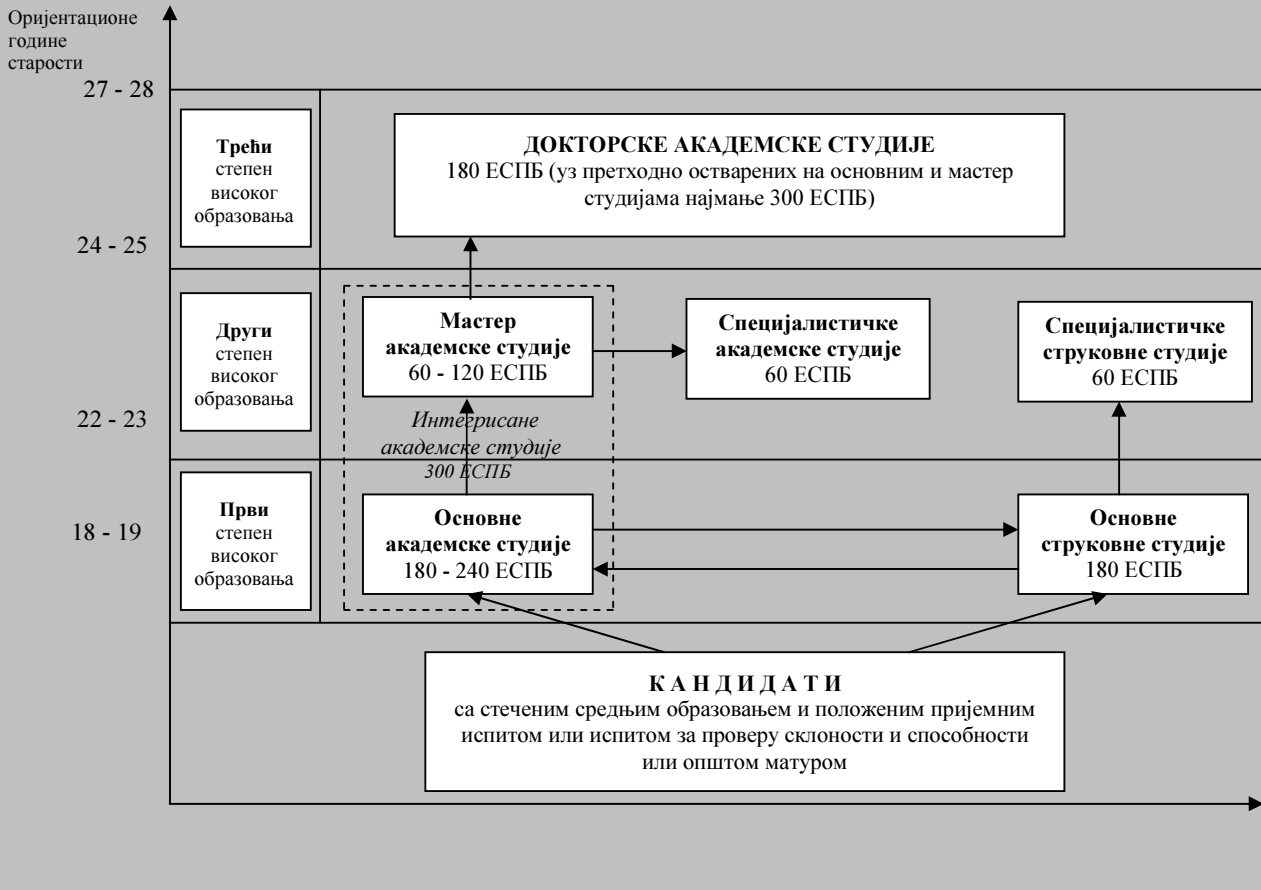 Оријентационе
године
старости
27 - 28
Трећи
степен
високог
образовања
ДОКТОРСКЕ АКАДЕМСКЕ СТУДИЈЕ
180 ЕСПБ (уз претходно остварених на основним и мастер
студијама најмање 300 ЕСПБ)
24 - 25
Други
степен
високог
образовања
Мастер
академске студије
60 - 120 ЕСПБ
Специјалистичке
академске студије
60 ЕСПБ
Специјалистичке
струковне студије
60 ЕСПБ
22 - 23
Интегрисане
академске студије
300 ЕСПБ
18 - 19
Први
степен
високог
образовања
Основне
академске студије
180 - 240 ЕСПБ
Основне
струковне студије
180 ЕСПБ
К А Н Д И Д А Т И
са стеченим средњим образовањем и положеним пријемним
испитом или испитом за проверу склоности и способности
или општом матуром